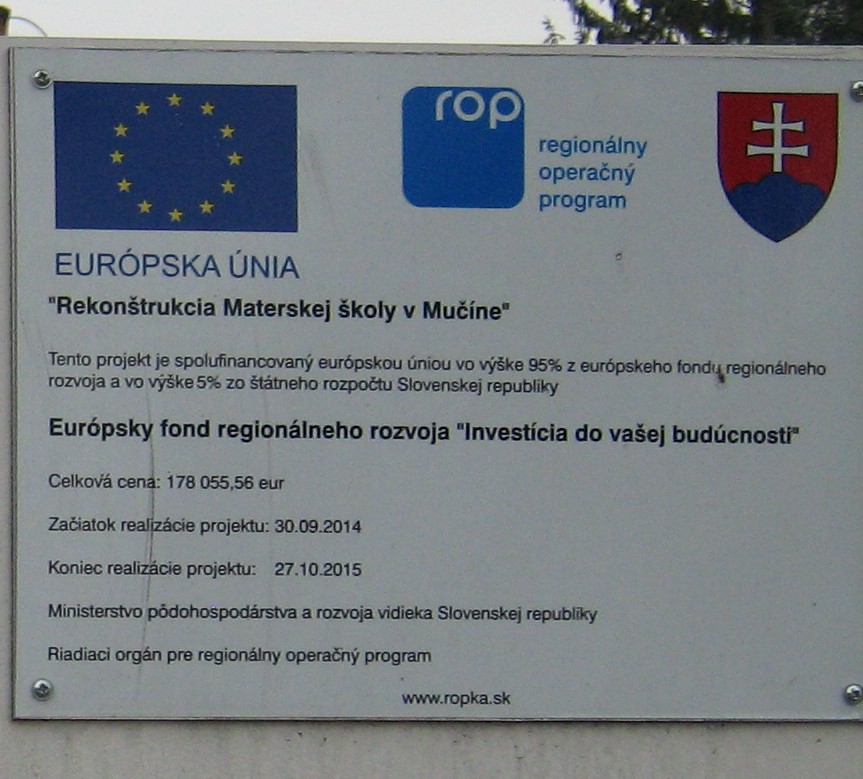 rop
regionálny
operačný
program
EURÓPSKA ÚNIA
"Rekonštrukcia Materskej školy v Mučíne"
Tento projekt je spolufinancovaný európskou úniou vo výške 95% z európskeho fondu regionálneho
rozvoja a vo výške 5% zo štátneho rozpočtu Slovenskej republiky
Európsky fond regionálneho rozvoja "Investícia do vašej budúcnosti"
Celková cena: 178 055,56 eur
Začiatok realizácie projektu: 30.09.2014
Koniec realizácie projektu: 27.10.2015
Ministerstvo pôdohospodárstva a rozvoja vidieka Slovenskej republiky
Riadiaci orgán pre regionálny operačný program
www.ropka.sk